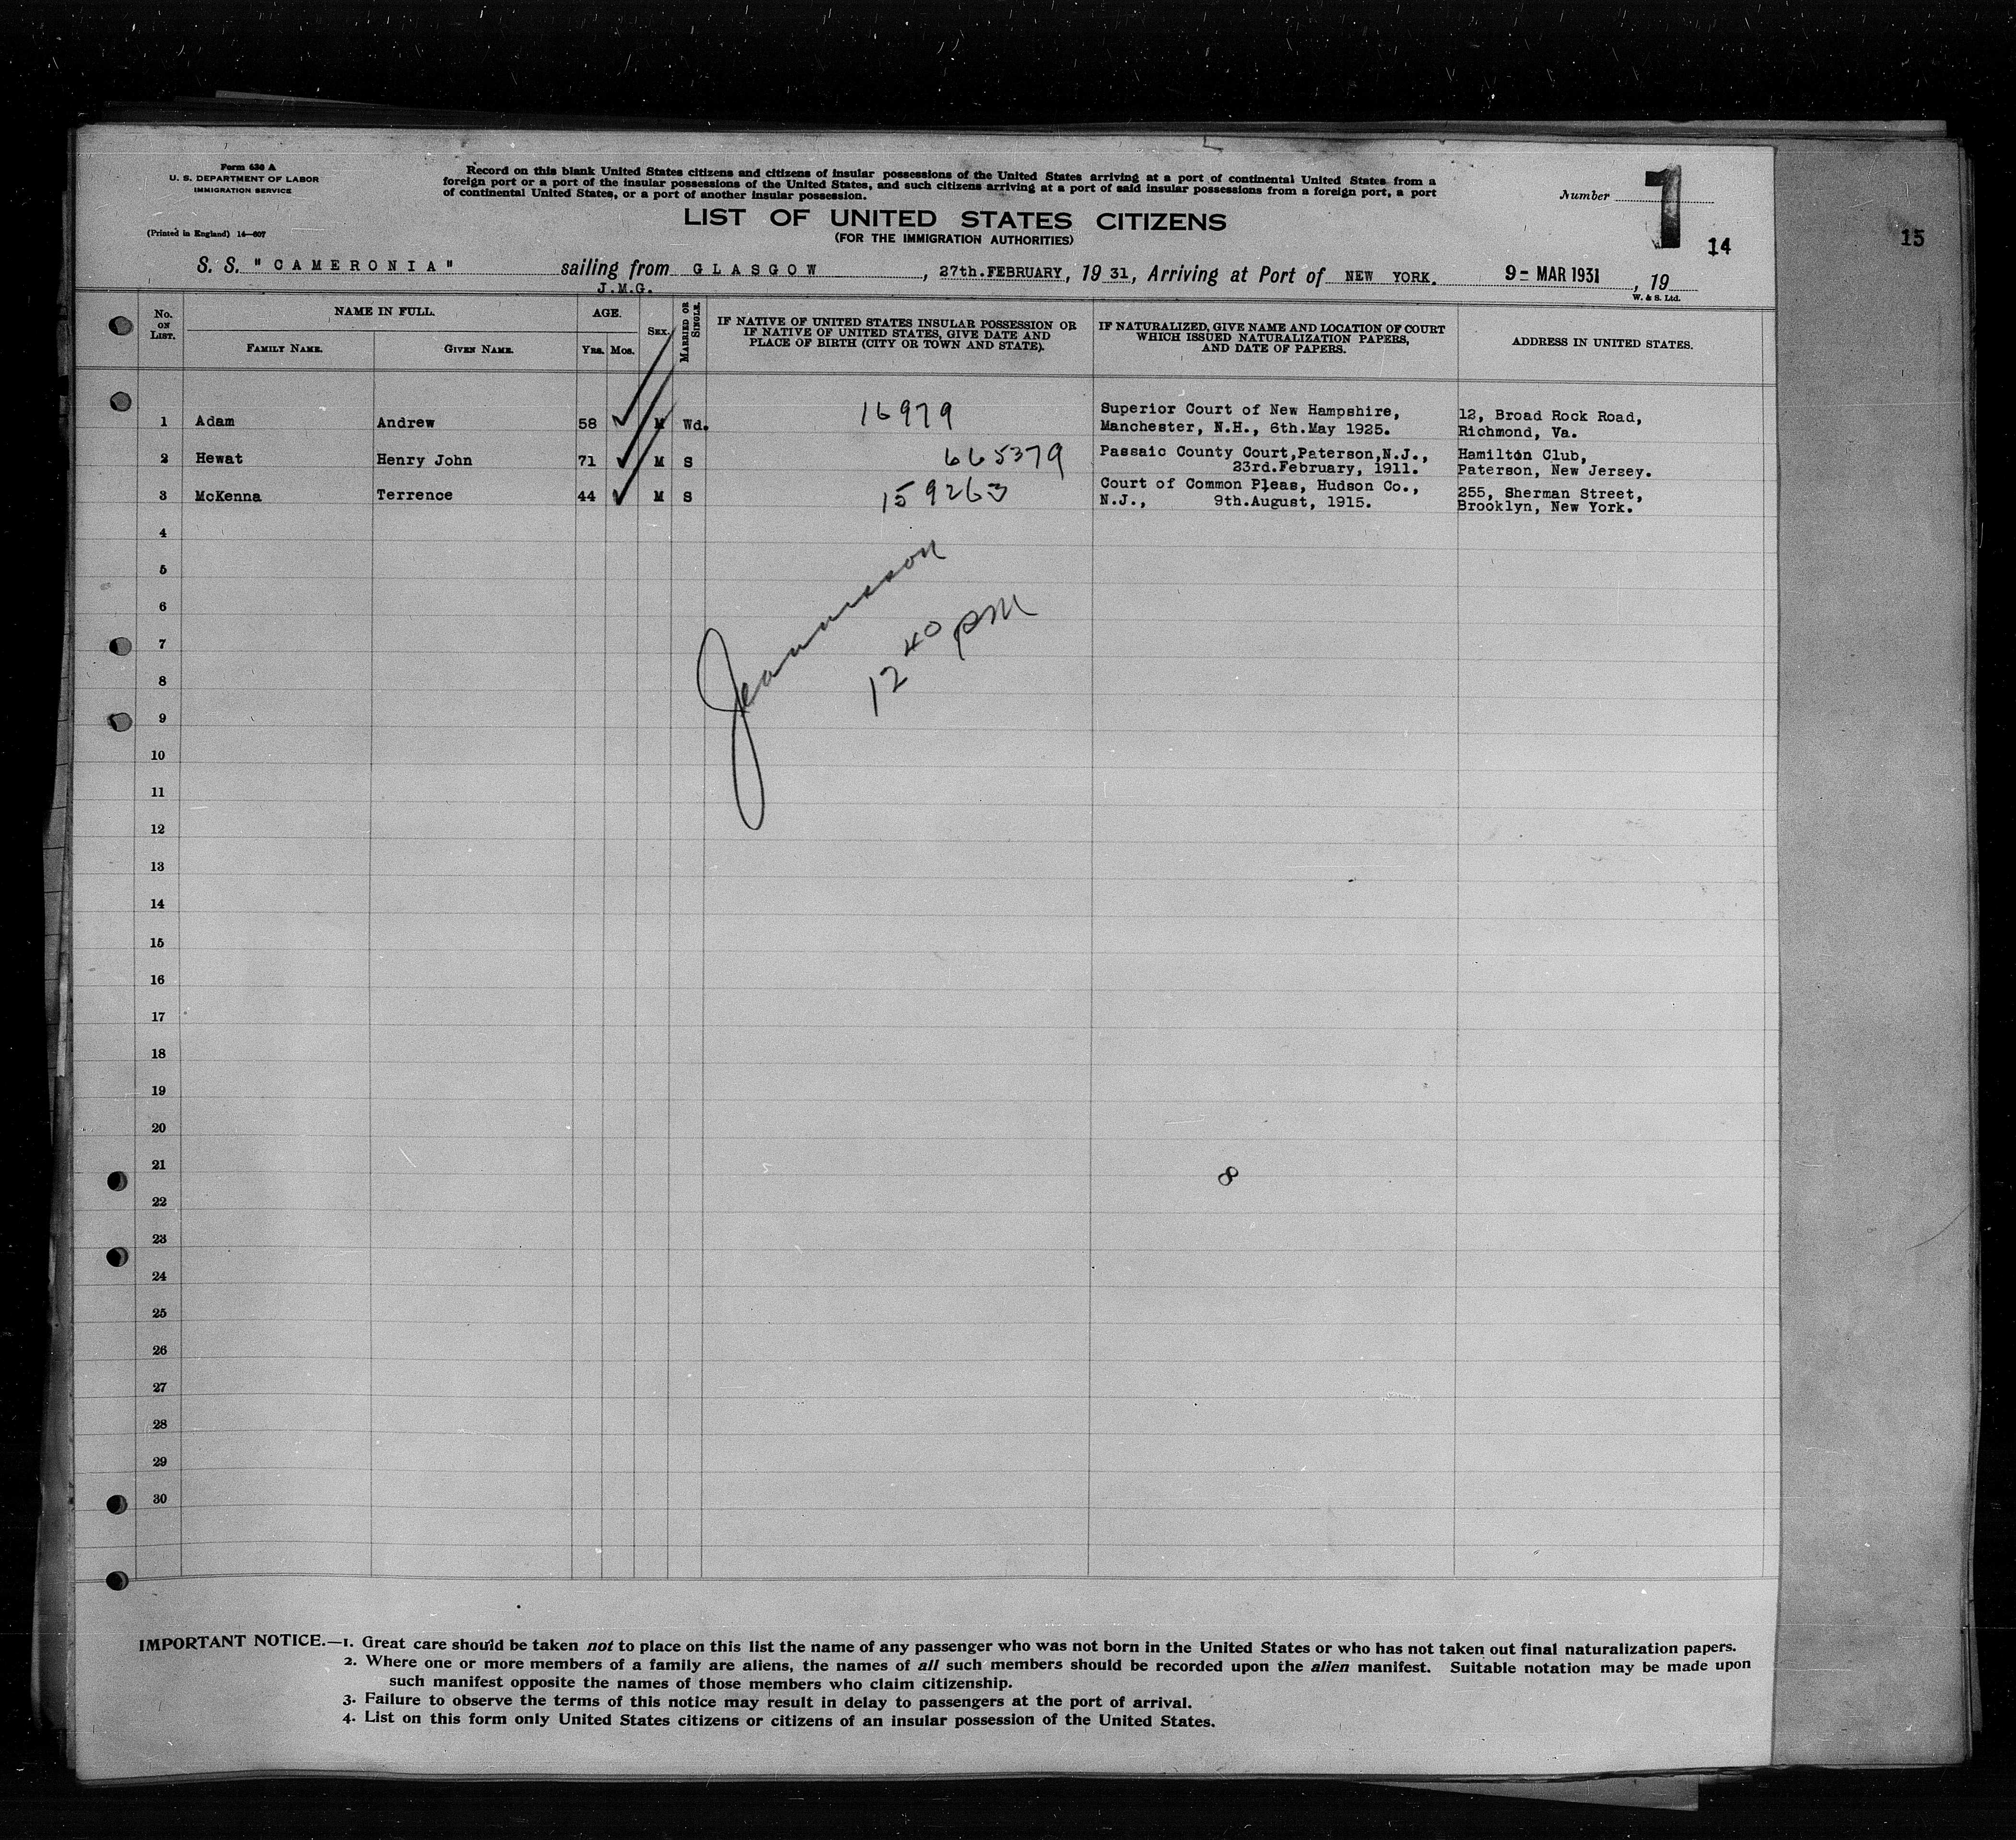 Form 630 A
U. S. DEPARTMENT OF LABOR
IMMIGRATION SERVICE
(Printed in England) 14—607
Record on this blank United States citizens and citizens of insular possessions of the United States arriving at a port of continental United States from a
foreign port or a port of the insular possessions of the United States, and such citizens arriving at a port of said insular possessions from a foreign port, a port
of continental United States, or a port of another insular possession.
Number 1
14
15
LIST OF UNITED STATES CITIZENS
(FOR THE IMMIGRATION AUTHORITIES)
S. S. "CAMERONIA" sailing from GLASGOW, 27th.FEBRUARY, 19 31, Arriving at Port of NEW YORK. 9- MAR 1931, 19
J.M.G.
W. & S. Ltd.
No. ON LIST.
NAME IN FULL.
FAMILY NAME. GIVEN NAME.
AGE.
Yrs. Mos.
SEX.
MARRIED OR SINGLE.
IF NATIVE OF UNITED STATES INSULAR POSSESSION OR
IF NATIVE OF UNITED STATES, GIVE DATE AND
PLACE OF BIRTH (CITY OR TOWN AND STATE).
IF NATURALIZED, GIVE NAME AND LOCATION OF COURT
WHICH ISSUED NATURALIZATION PAPERS,
AND DATE OF PAPERS.
ADDRESS IN UNITED STATES.
1 Adam Andrew 58 M Wd. 16979 Superior Court of New Hampshire, 12, Broad Rock Road,
Manchester, N.H., 6th.May 1925. Richmond, Va.
2 Hewat Henry John 71 M S 665379 Passaic County Court,Paterson,N.J., Hamilton Club,
23rd.February, 1911. Paterson, New Jersey.
3 McKenna Terrence 44 M S 159263 Court of Common Pleas, Hudson Co., 255, Sherman Street,
N.J., 9th.August, 1915. Brooklyn, New York.
4
5
6
7
12 40 PM
8
9
10
11
12
13
14
15
16
17
18
19
20
21
8
22
23
24
25
26
27
28
29
30
IMPORTANT NOTICE.—1. Great care should be taken not to place on this list the name of any passenger who was not born in the United States or who has not taken out final naturalization papers.
2. Where one or more members of a family are aliens, the names of all such members should be recorded upon the alien manifest. Suitable notation may be made upon
such manifest opposite the names of those members who claim citizenship.
3. Failure to observe the terms of this notice may result in delay to passengers at the port of arrival.
4. List on this form only United States citizens or citizens of an insular possession of the United States.